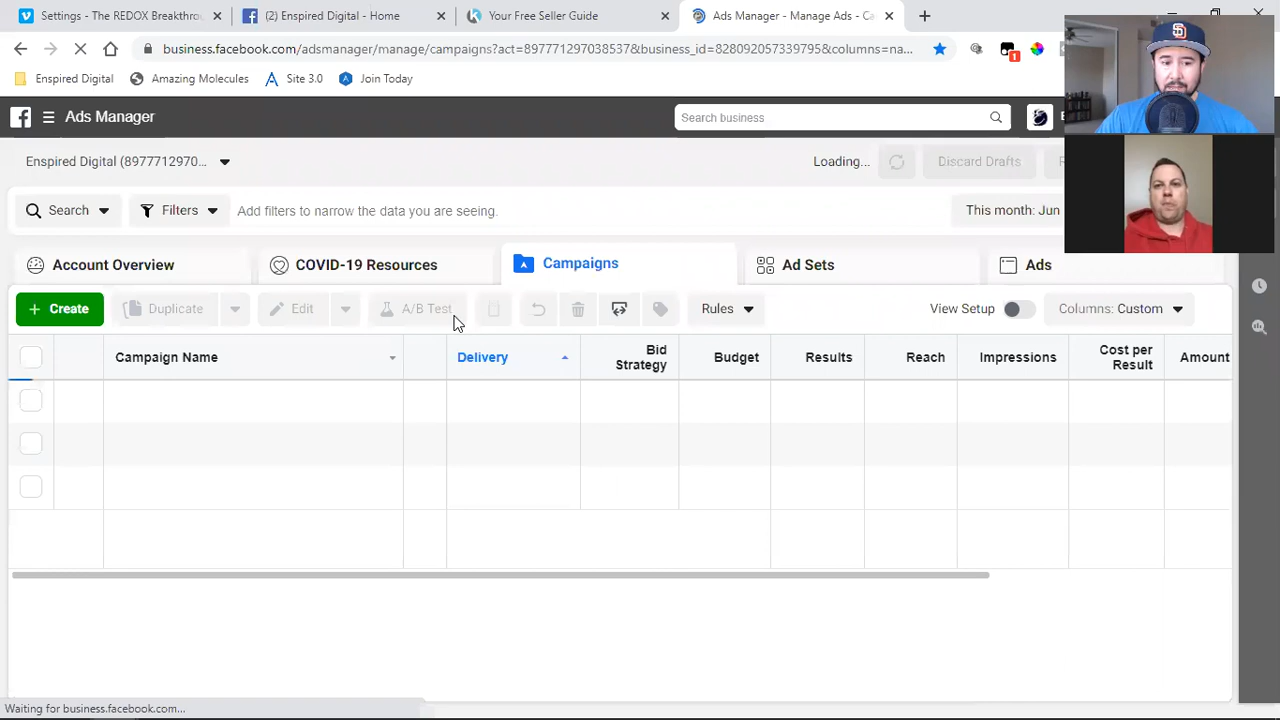 Settings - The REDOX Breakthro
(2) Enspired Digital - Home
Your Free Seller Guide
Ads Manager - Manage Ads - Ca
business.facebook.com/adsma
e/campaigns?act=897771297038537&business_id=828092057339795&columns=na...
1
Enspired Digital
Amazing Molecules
Site 3.0
Join Today
Ads Manager
Search business
Enspired Digital (8977712970...
Loading...
Discard Drafts
Search
Filters
Add filters to narrow the data you are seeing.
This month: Jun
Account Overview
COVID-19 Resources
Campaigns
Ad Sets
Ads
+ Create
Duplicate
Edit
A/B Test
Rules
View Setup
Columns: Custom
Campaign Name
Delivery
Bid
Strategy
Budget
Results
Reach
Impressions
Cost per
Result
Amount
Waiting for business.facebook.com...